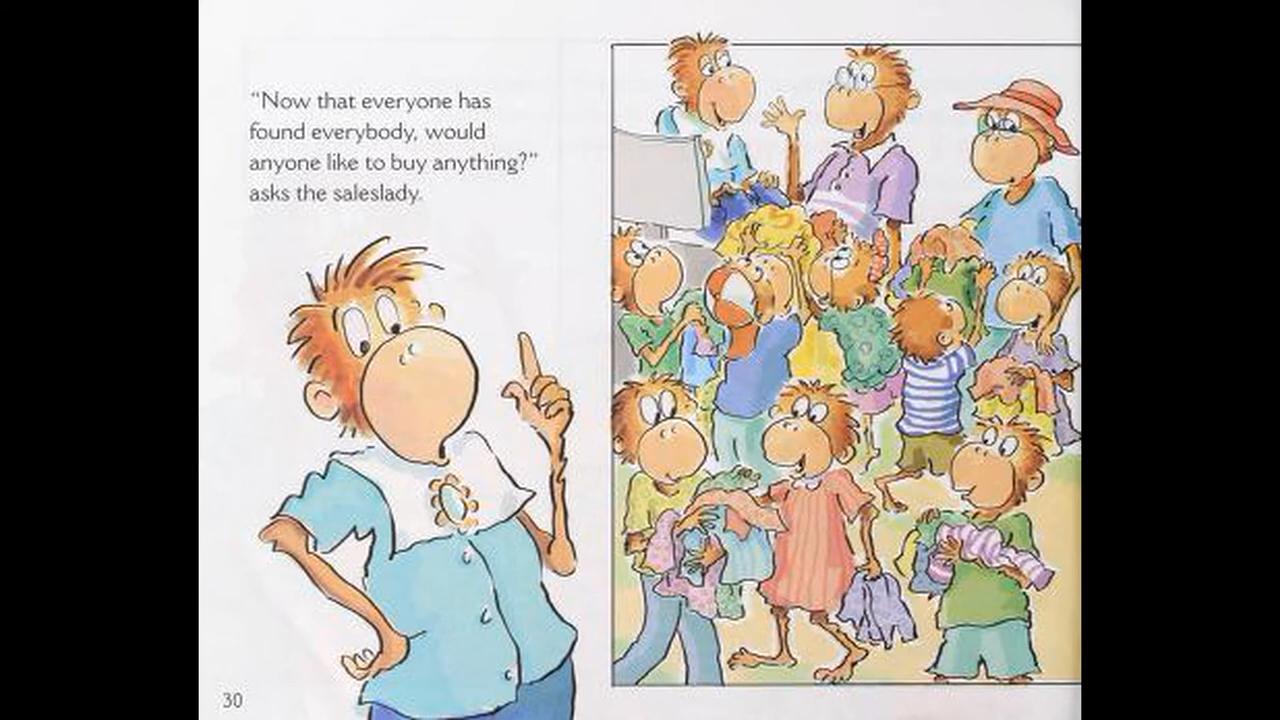 “Now that everyone has
found everybody, would
anyone like to buy anything?”
asks the saleslady.
30